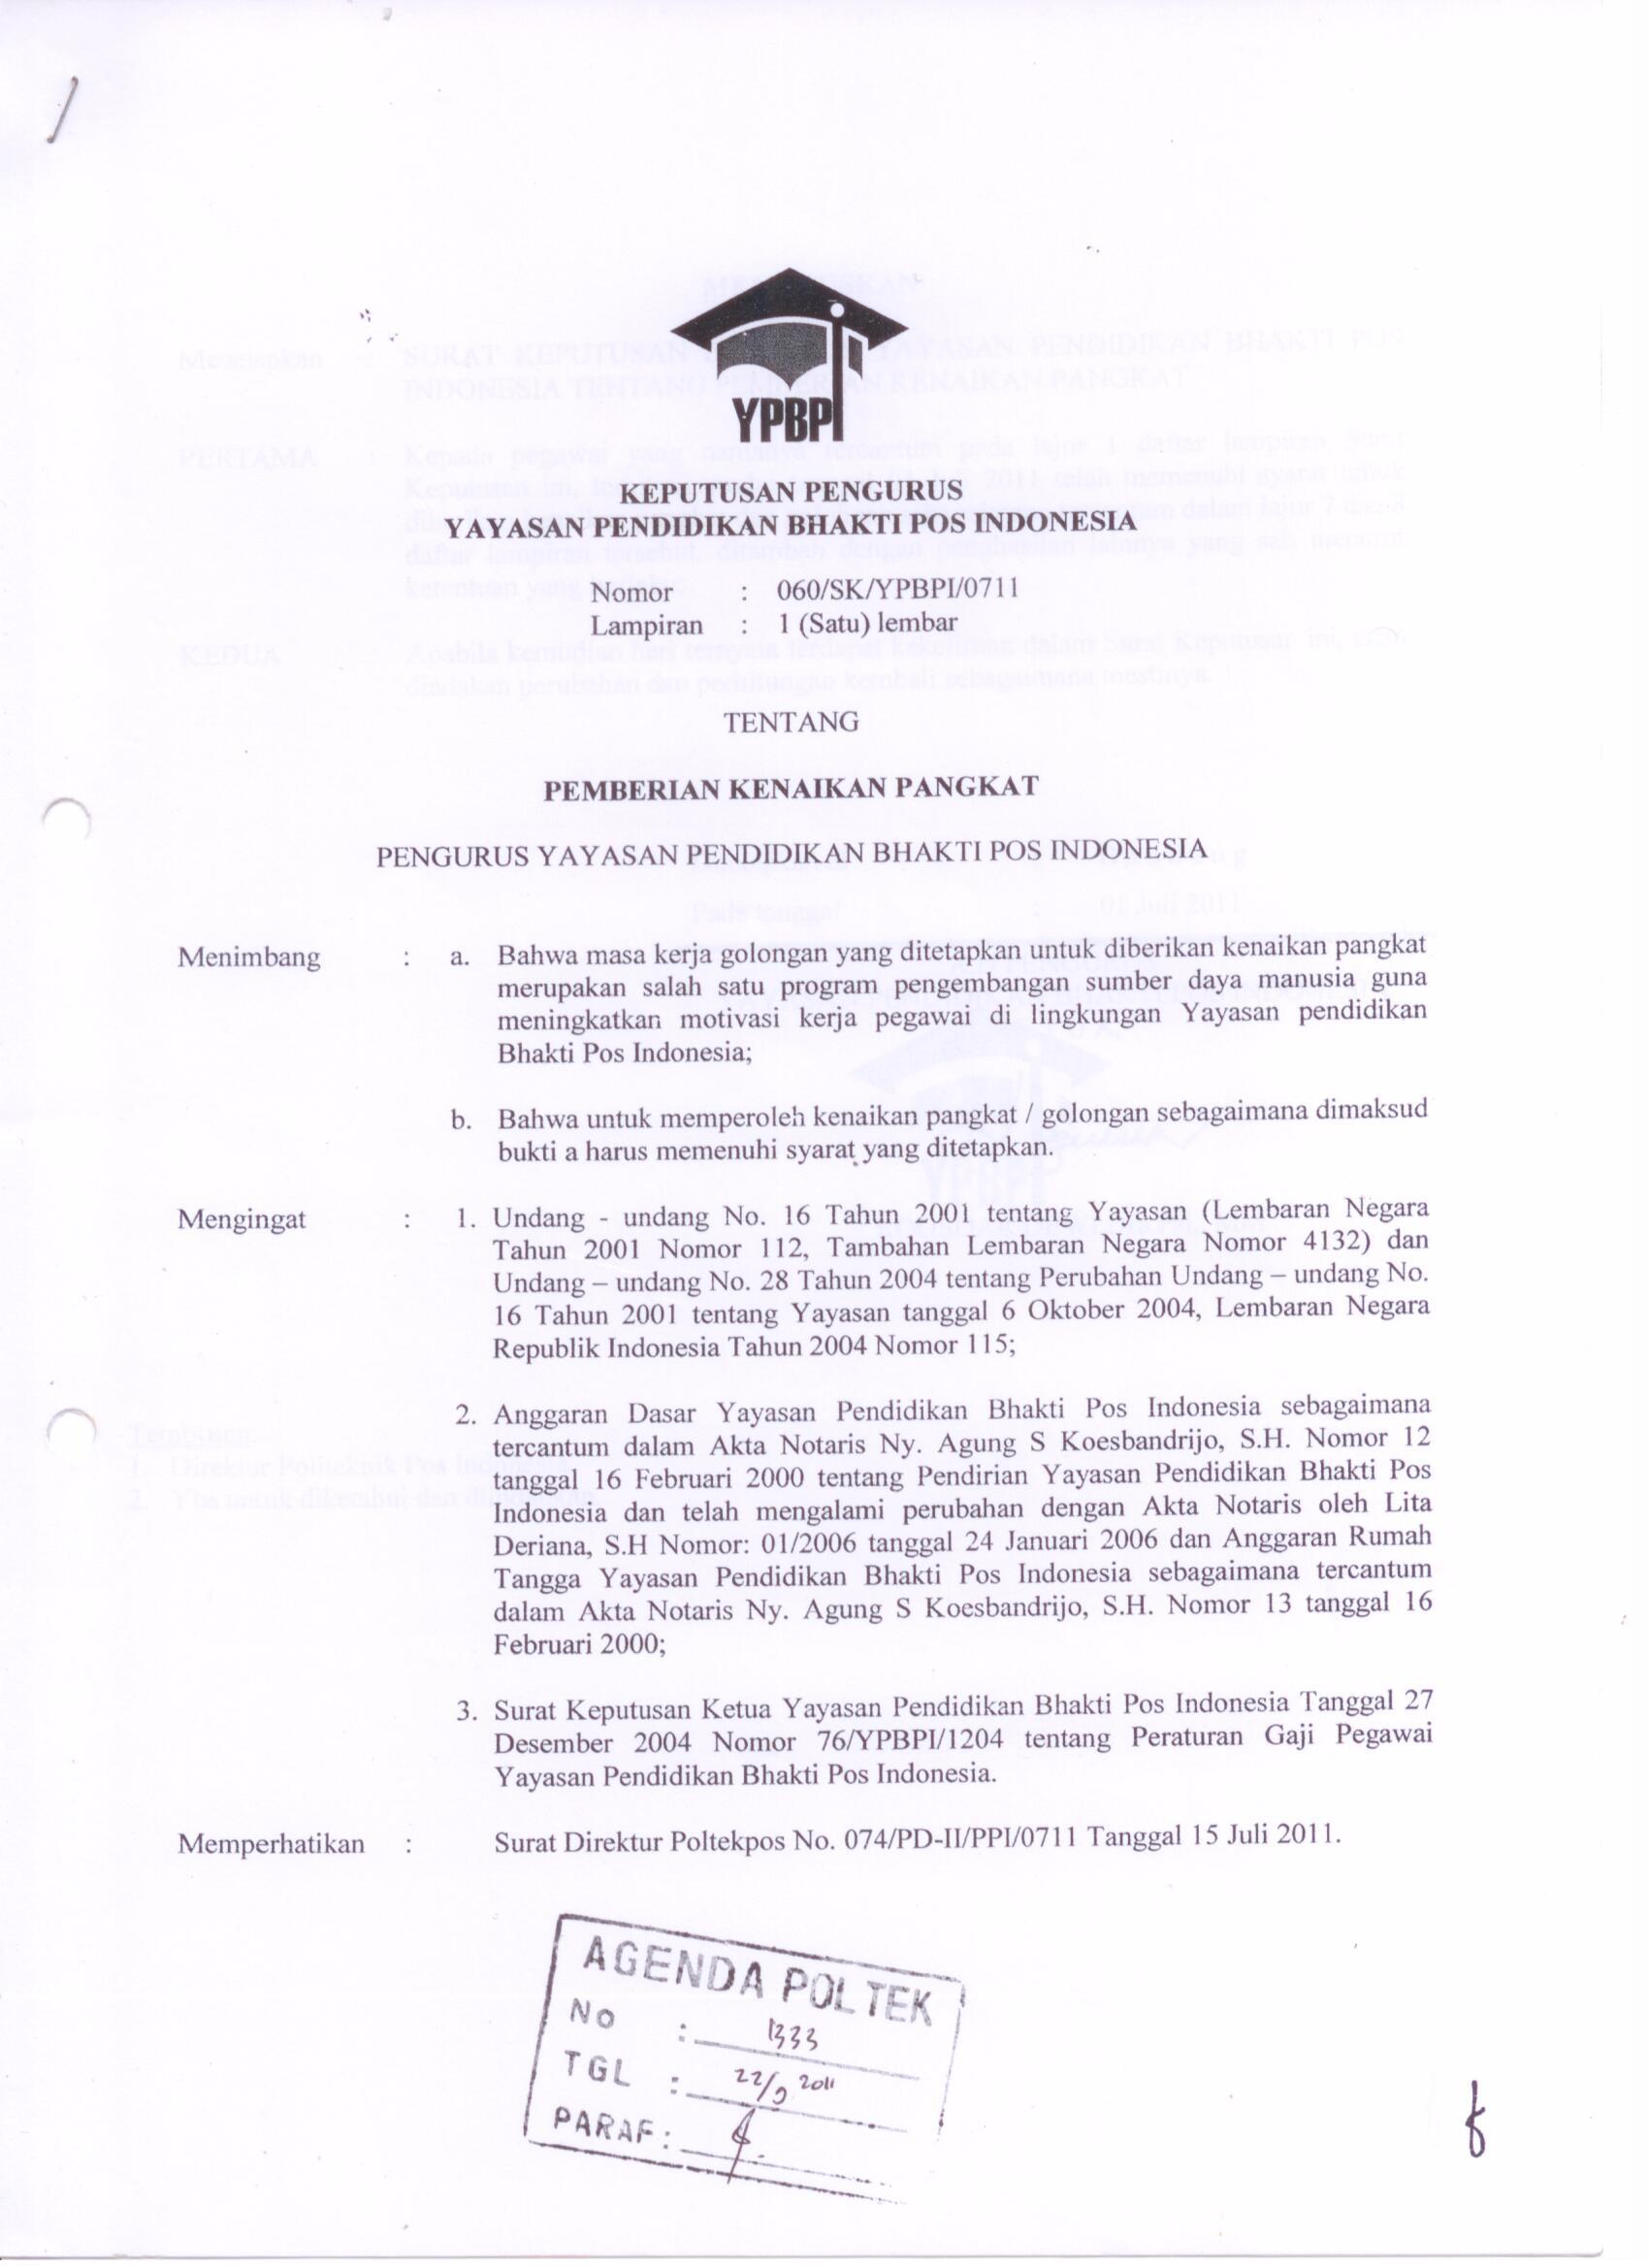 YPBPI
KEPUTUSAN PENGURUS
YAYASAN PENDIDIKAN BHAKTI POS INDONESIA
Nomor : 060/SK/YPBPI/0711
Lampiran : 1 (Satu) lembar
TENTANG
PEMBERIAN KENAIKAN PANGKAT
PENGURUS YAYASAN PENDIDIKAN BHAKTI POS INDONESIA
Menimbang : a. Bahwa masa kerja golongan yang ditetapkan untuk diberikan kenaikan pangkat
merupakan salah satu program pengembangan sumber daya manusia guna
meningkatkan motivasi kerja pegawai di lingkungan Yayasan pendidikan
Bhakti Pos Indonesia;
b. Bahwa untuk memperoleh kenaikan pangkat / golongan sebagaimana dimaksud
bukti a harus memenuhi syarat yang ditetapkan.
Mengingat : 1. Undang - undang No. 16 Tahun 2001 tentang Yayasan (Lembaran Negara
Tahun 2001 Nomor 112, Tambahan Lembaran Negara Nomor 4132) dan
Undang – undang No. 28 Tahun 2004 tentang Perubahan Undang – undang No.
16 Tahun 2001 tentang Yayasan tanggal 6 Oktober 2004, Lembaran Negara
Republik Indonesia Tahun 2004 Nomor 115;
2. Anggaran Dasar Yayasan Pendidikan Bhakti Pos Indonesia sebagaimana
tercantum dalam Akta Notaris Ny. Agung S Koesbandrijo, S.H. Nomor 12
tanggal 16 Februari 2000 tentang Pendirian Yayasan Pendidikan Bhakti Pos
Indonesia dan telah mengalami perubahan dengan Akta Notaris oleh Lita
Deriana, S.H Nomor: 01/2006 tanggal 24 Januari 2006 dan Anggaran Rumah
Tangga Yayasan Pendidikan Bhakti Pos Indonesia sebagaimana tercantum
dalam Akta Notaris Ny. Agung S Koesbandrijo, S.H. Nomor 13 tanggal 16
Februari 2000;
3. Surat Keputusan Ketua Yayasan Pendidikan Bhakti Pos Indonesia Tanggal 27
Desember 2004 Nomor 76/YPBPI/1204 tentang Peraturan Gaji Pegawai
Yayasan Pendidikan Bhakti Pos Indonesia.
Memperhatikan : Surat Direktur Poltekpos No. 074/PD-II/PPI/0711 Tanggal 15 Juli 2011.
AGENDA POLTEK
No : 1333
TGL : 22/9 2011
PARAF :